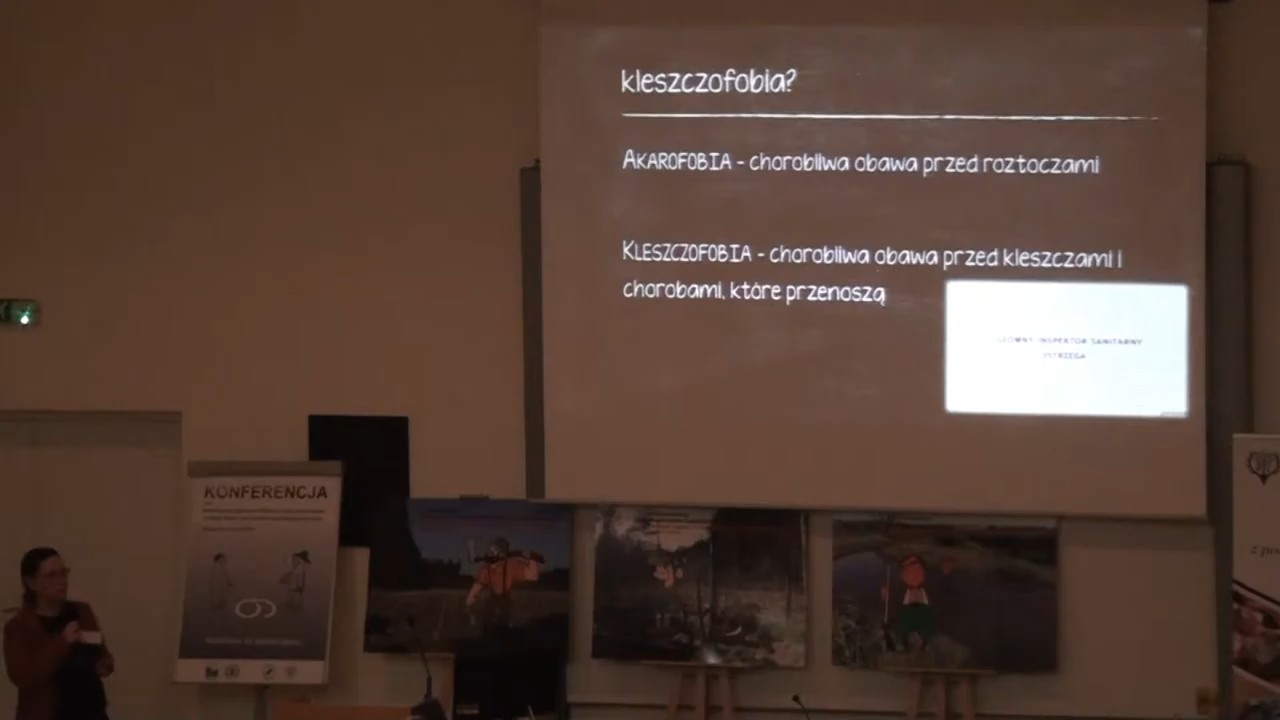 kleszczofobia?
AKAROFOBIA - chorobliwa obawa przed roztoczami
KLESZCZOFOBIA - chorobliwa obawa przed kleszczami i
chorobami, które przenoszą
GŁÓWNY INSPEKTOR SANITARNY
OSTRZEGA
KONFERENCJA